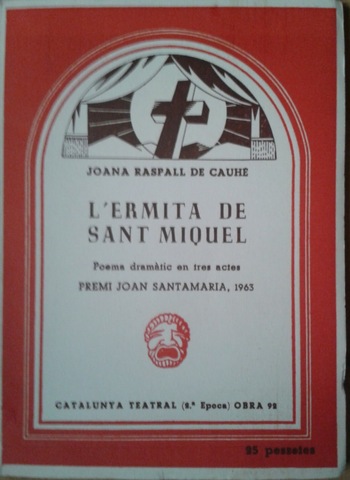 JOANA RASPALL DE CAUHÉ
L'ERMITA DE
SANT MIQUEL
Poema dramàtic en tres actes
PREMI JOAN SANTAMARIA, 1963
CATALUNYA TEATRAL (2.ª Epoca) OBRA 92
25 pessetes